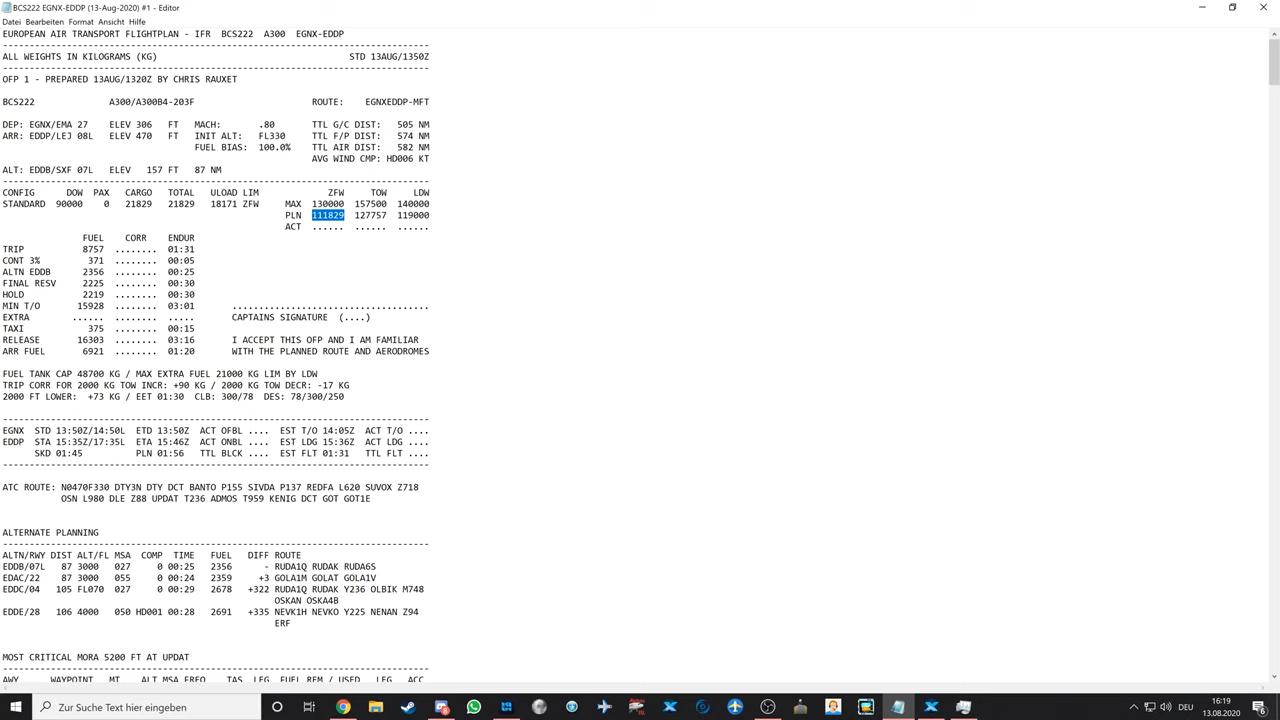 BCS222 EGNX-EDDP (13-Aug-2020) #1 - Editor
Datei Bearbeiten Format Ansicht Hilfe
EUROPEAN AIR TRANSPORT FLIGHTPLAN - IFR BCS222 A300 EGNX-EDDP
ALL WEIGHTS IN KILOGRAMS (KG) STD 13AUG/1350Z
OFP 1 - PREPARED 13AUG/1320Z BY CHRIS RAUXET
BCS222 A300/A300B4-203F ROUTE: EGNXEDDP-MFT
DEP: EGNX/EMA 27 ELEV 306 FT MACH: .80 TTL G/C DIST: 505 NM
ARR: EDDP/LEJ 08L ELEV 470 FT INIT ALT: FL330 TTL F/P DIST: 574 NM
FUEL BIAS: 100.0% TTL AIR DIST: 582 NM
AVG WIND CMP: HD006 KT
ALT: EDDB/SXF 07L ELEV 157 FT 87 NM
CONFIG DOW PAX CARGO TOTAL ULOAD LIM ZFW TOW LDW
STANDARD 90000 0 21829 21829 18171 ZFW MAX 130000 157500 140000
PLN 111829 127757 119000
ACT ...... ...... ......
FUEL CORR ENDUR
TRIP 8757 ........ 01:31
CONT 3% 371 ........ 00:05
ALTN EDDB 2356 ........ 00:25
FINAL RESV 2225 ........ 00:30
HOLD 2219 ........ 00:30
MIN T/O 15928 ........ 03:01 .....................................
EXTRA ...... ........ ..... CAPTAINS SIGNATURE (....)
TAXI 375 ........ 00:15
RELEASE 16303 ........ 03:16 I ACCEPT THIS OFP AND I AM FAMILIAR
ARR FUEL 6921 ........ 01:20 WITH THE PLANNED ROUTE AND AERODROMES
FUEL TANK CAP 48700 KG / MAX EXTRA FUEL 21000 KG LIM BY LDW
TRIP CORR FOR 2000 KG TOW INCR: +90 KG / 2000 KG TOW DECR: -17 KG
2000 FT LOWER: +73 KG / EET 01:30 CLB: 300/78 DES: 78/300/250
EGNX STD 13:50Z/14:50L ETD 13:50Z ACT OFBL .... EST T/O 14:05Z ACT T/O ....
EDDP STA 15:35Z/17:35L ETA 15:46Z ACT ONBL .... EST LDG 15:36Z ACT LDG ....
SKD 01:45 PLN 01:56 TTL BLCK .... EST FLT 01:31 TTL FLT ....
ATC ROUTE: N0470F330 DTY3N DTY DCT BANTO P155 SIVDA P137 REDFA L620 SUVOX Z718
OSN L980 DLE Z88 UPDAT T236 ADMOS T959 KENIG DCT GOT GOT1E
ALTERNATE PLANNING
ALTN/RWY DIST ALT/FL MSA COMP TIME FUEL DIFF ROUTE
EDDB/07L 87 3000 027 0 00:25 2356 - RUDA1Q RUDAK RUDA6S
EDAC/22 87 3000 055 0 00:24 2359 +3 GOLA1M GOLAT GOLA1V
EDDC/04 105 FL070 027 0 00:29 2678 +322 RUDA1Q RUDAK Y236 OLBIK M748
OSKAN OSKA4B
EDDE/28 106 4000 050 HD001 00:28 2691 +335 NEVK1H NEVKO Y225 NENAN Z94
ERF
MOST CRITICAL MORA 5200 FT AT UPDAT
AWY WAYPOINT MT ALT MSA FREQ TAS LEG FUEL REM / USED LEG ACC
Zur Suche Text hier eingeben
DEU
16:19
13.08.2020
6